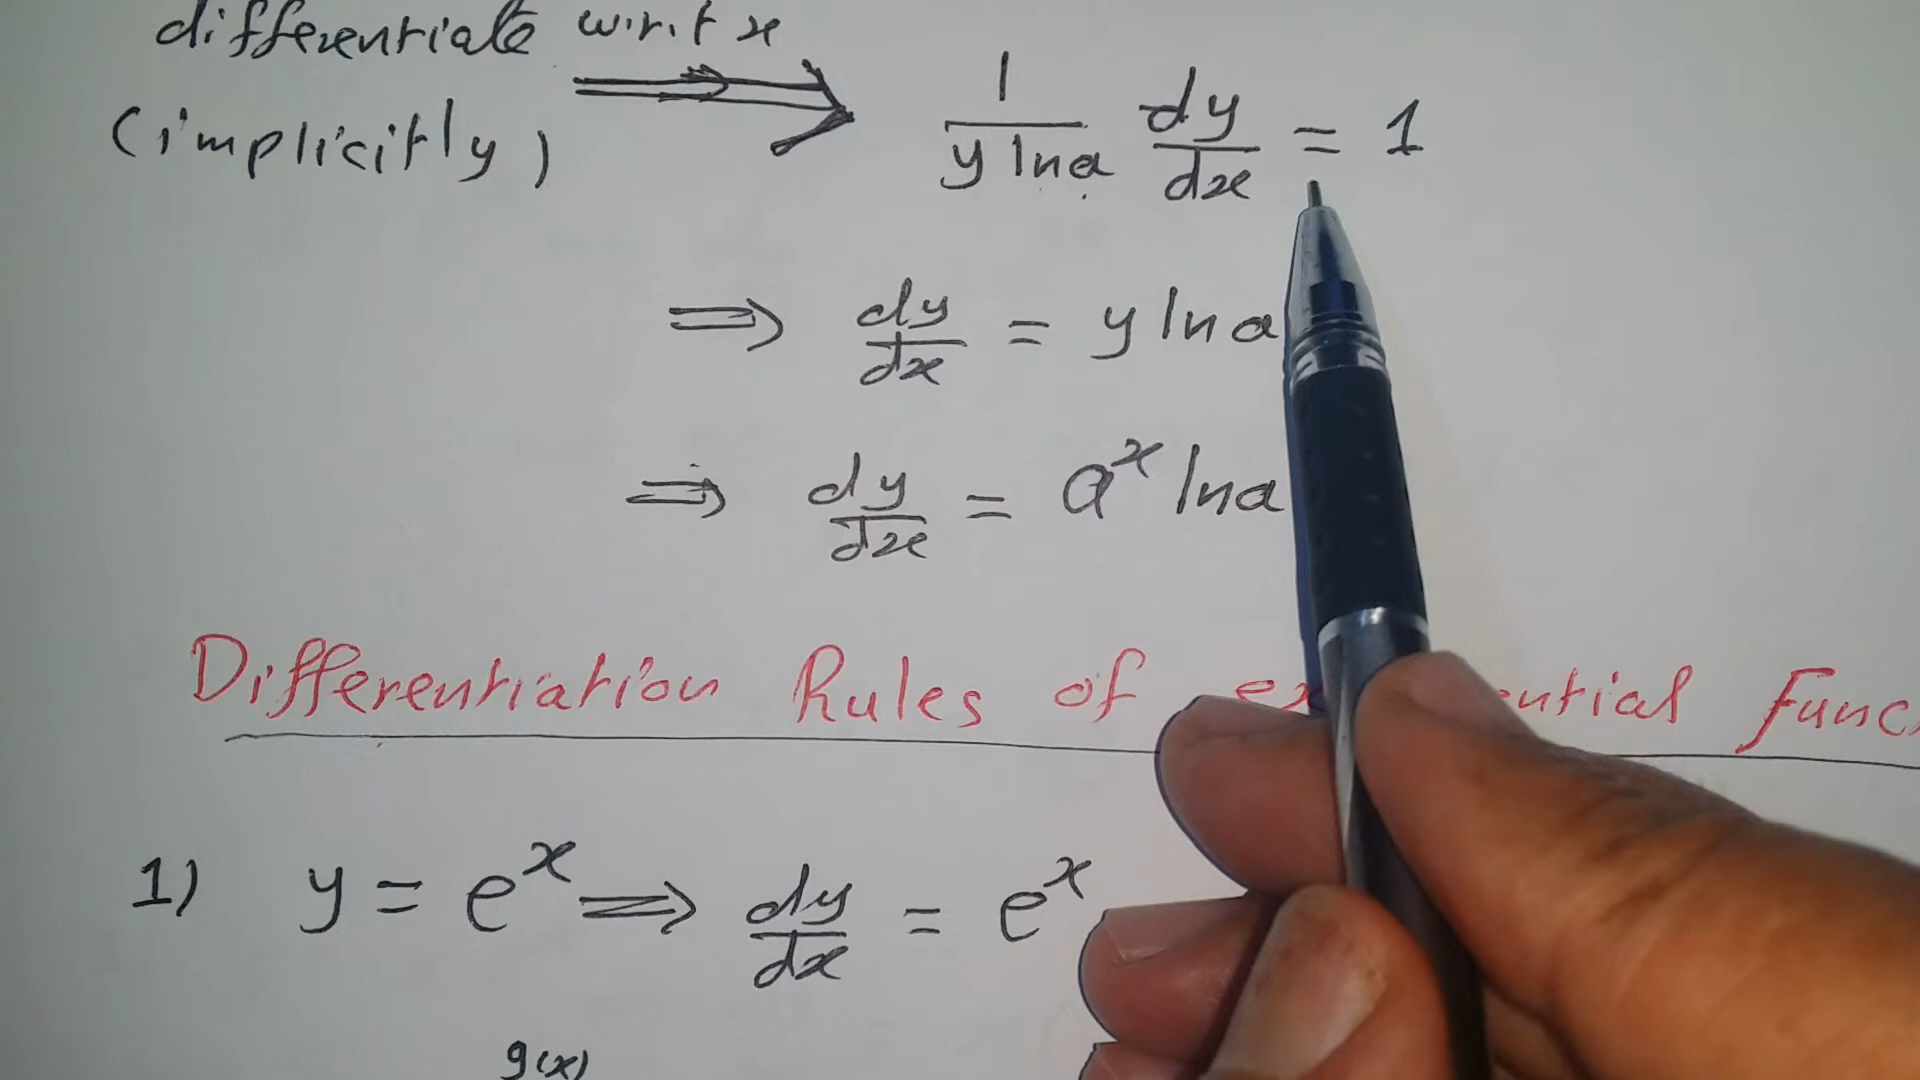 differentiate w.r.t x
(implicitly) ⟹ 1/(y ln a) dy/dx = 1
⟹ dy/dx = y ln a
⟹ dy/dx = a^x ln a
Differentiation Rules of
1) y = e^x ⟹ dy/dx = e^x
g(x)